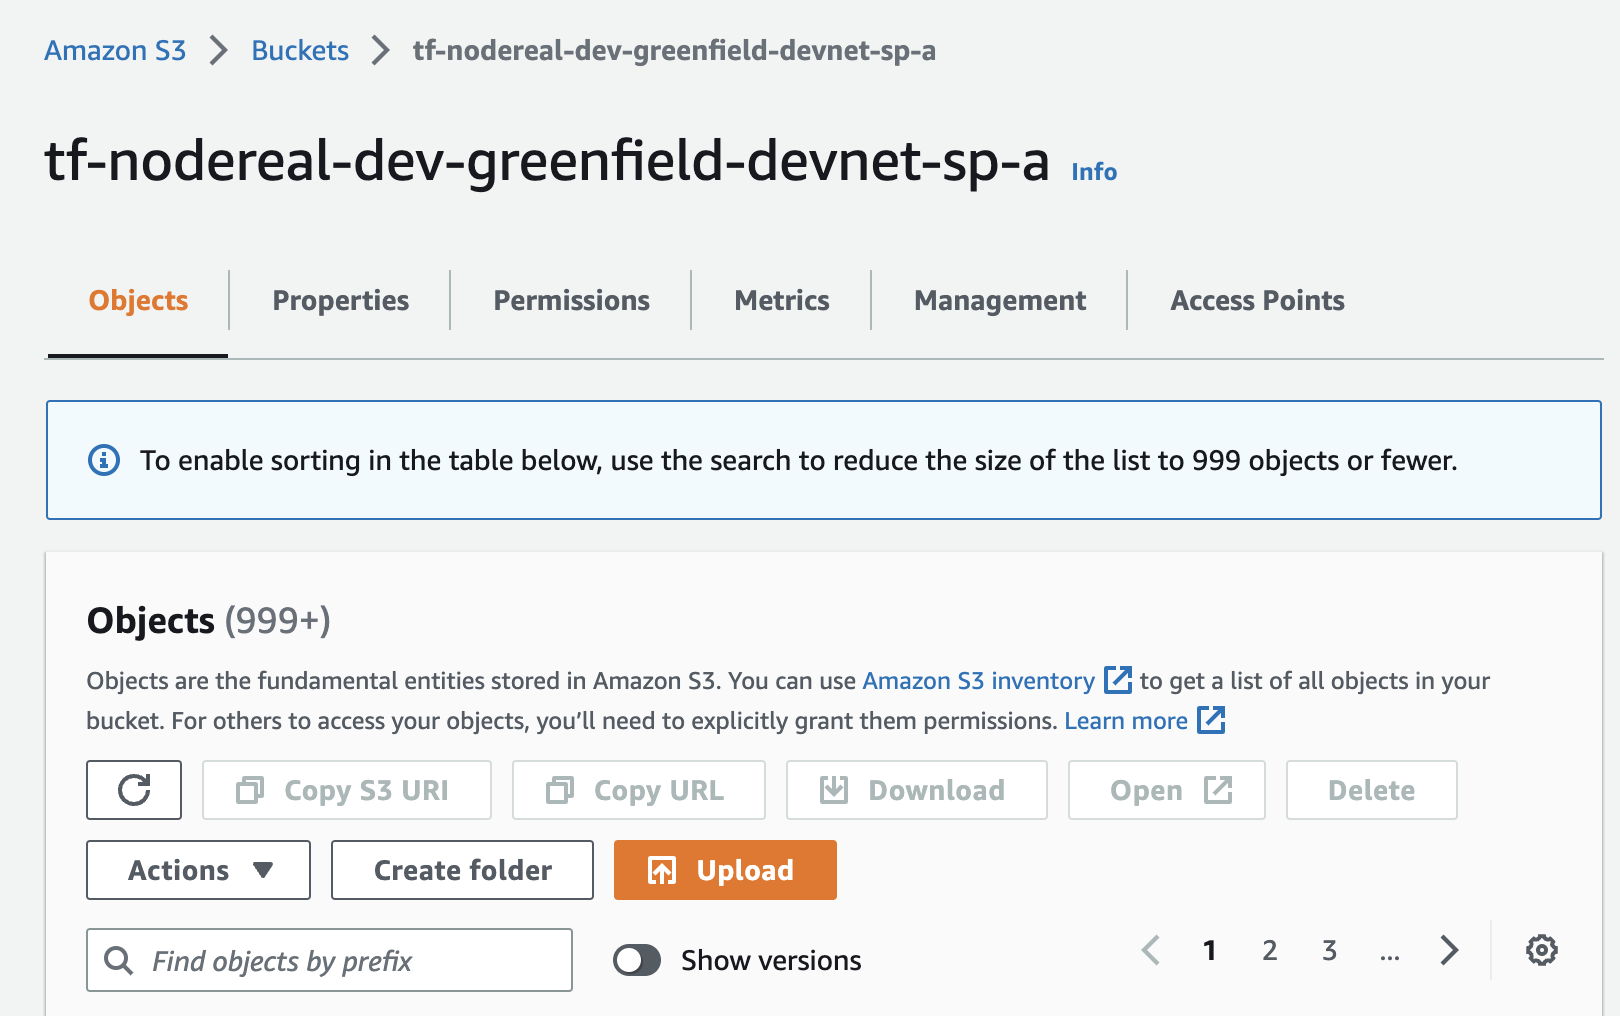 Amazon S3 > Buckets > tf-nodereal-dev-greenfield-devnet-sp-a
tf-nodereal-dev-greenfield-devnet-sp-a Info
Objects Properties Permissions Metrics Management Access Points
To enable sorting in the table below, use the search to reduce the size of the list to 999 objects or fewer.
Objects (999+)
Objects are the fundamental entities stored in Amazon S3. You can use Amazon S3 inventory to get a list of all objects in your
bucket. For others to access your objects, you’ll need to explicitly grant them permissions. Learn more
Copy S3 URI Copy URL Download Open Delete
Actions Create folder Upload
Find objects by prefix Show versions 1 2 3 ...